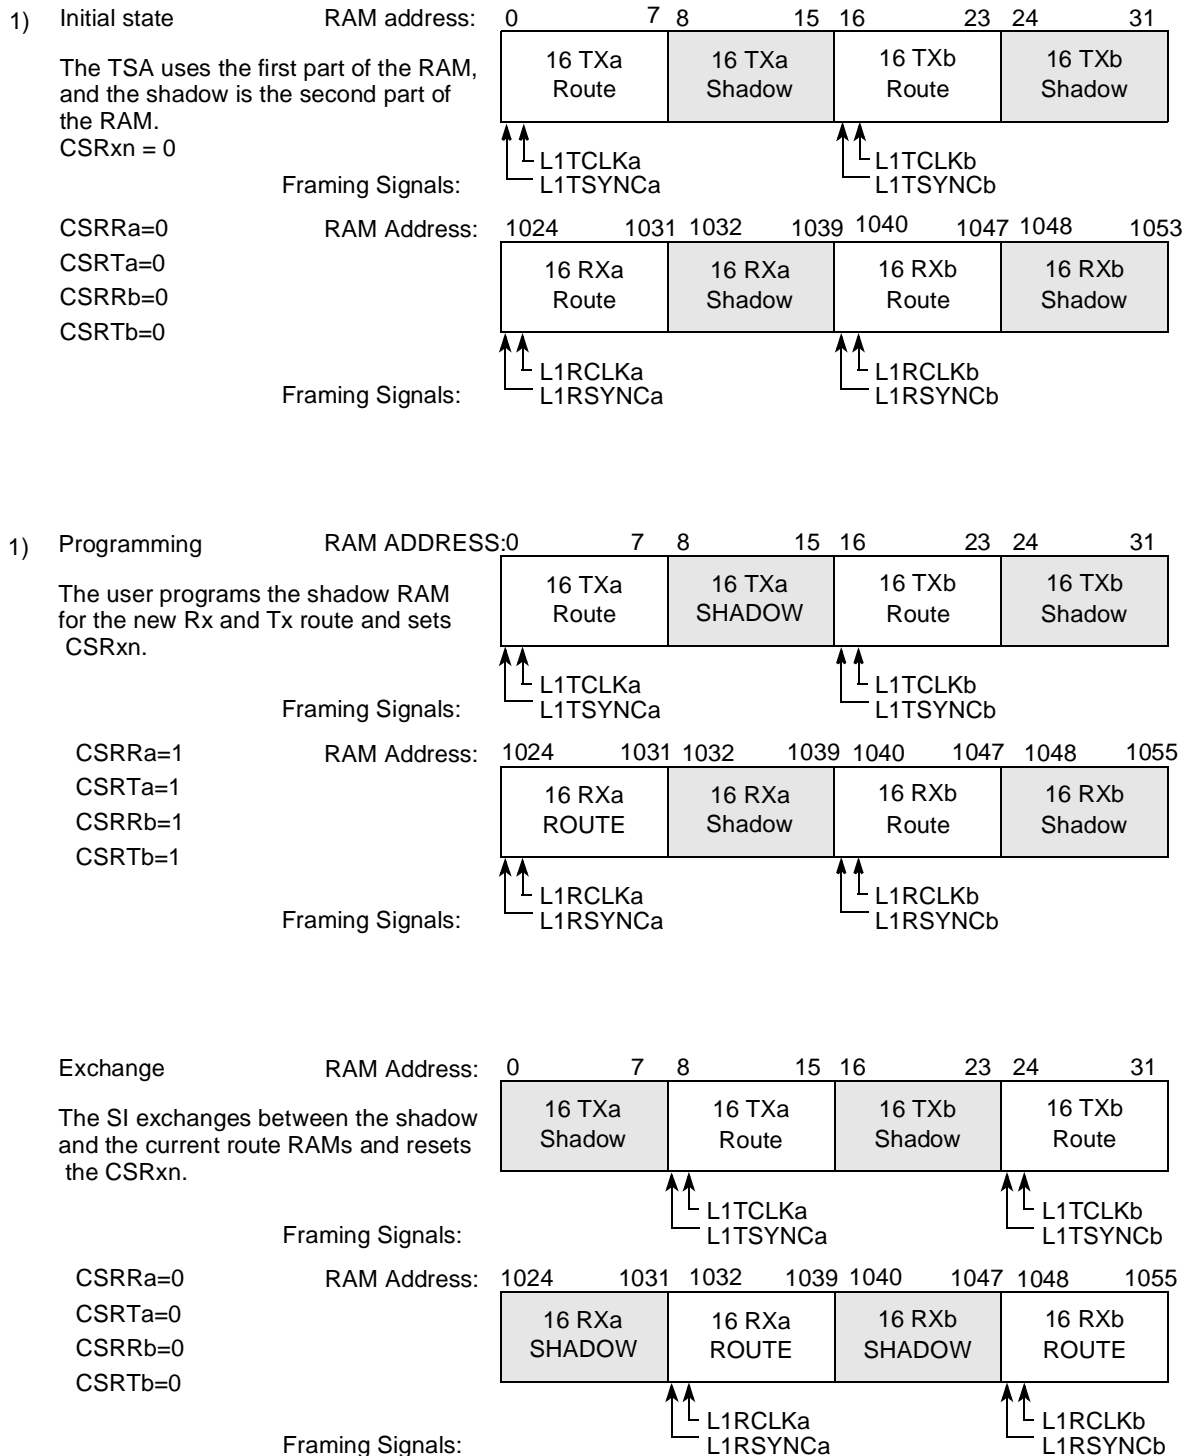 1) Initial state RAM address: 0 7 8 15 16 23 24 31
The TSA uses the first part of the RAM,
and the shadow is the second part of
the RAM.
CSRxn = 0
16 TXa
Route
16 TXa
Shadow
16 TXb
Route
16 TXb
Shadow
L1TCLKa
L1TSYNCa
L1TCLKb
L1TSYNCb
Framing Signals:
CSRRa=0
CSRTa=0
CSRRb=0
CSRTb=0
RAM Address: 1024 1031 1032 1039 1040 1047 1048 1053
16 RXa
Route
16 RXa
Shadow
16 RXb
Route
16 RXb
Shadow
L1RCLKa
L1RSYNCa
L1RCLKb
L1RSYNCb
Framing Signals:
1) Programming RAM ADDRESS:0 7 8 15 16 23 24 31
The user programs the shadow RAM
for the new Rx and Tx route and sets
CSRxn.
16 TXa
Route
16 TXa
SHADOW
16 TXb
Route
16 TXb
Shadow
L1TCLKa
L1TSYNCa
L1TCLKb
L1TSYNCb
Framing Signals:
CSRRa=1
CSRTa=1
CSRRb=1
CSRTb=1
RAM Address: 1024 1031 1032 1039 1040 1047 1048 1055
16 RXa
ROUTE
16 RXa
Shadow
16 RXb
Route
16 RXb
Shadow
L1RCLKa
L1RSYNCa
L1RCLKb
L1RSYNCb
Framing Signals:
Exchange RAM Address: 0 7 8 15 16 23 24 31
The SI exchanges between the shadow
and the current route RAMs and resets
the CSRxn.
16 TXa
Shadow
16 TXa
Route
16 TXb
Shadow
16 TXb
Route
L1TCLKa
L1TSYNCa
L1TCLKb
L1TSYNCb
Framing Signals:
CSRRa=0
CSRTa=0
CSRRb=0
CSRTb=0
RAM Address: 1024 1031 1032 1039 1040 1047 1048 1055
16 RXa
SHADOW
16 RXa
ROUTE
16 RXb
SHADOW
16 RXb
ROUTE
L1RCLKa
L1RSYNCa
L1RCLKb
L1RSYNCb
Framing Signals: